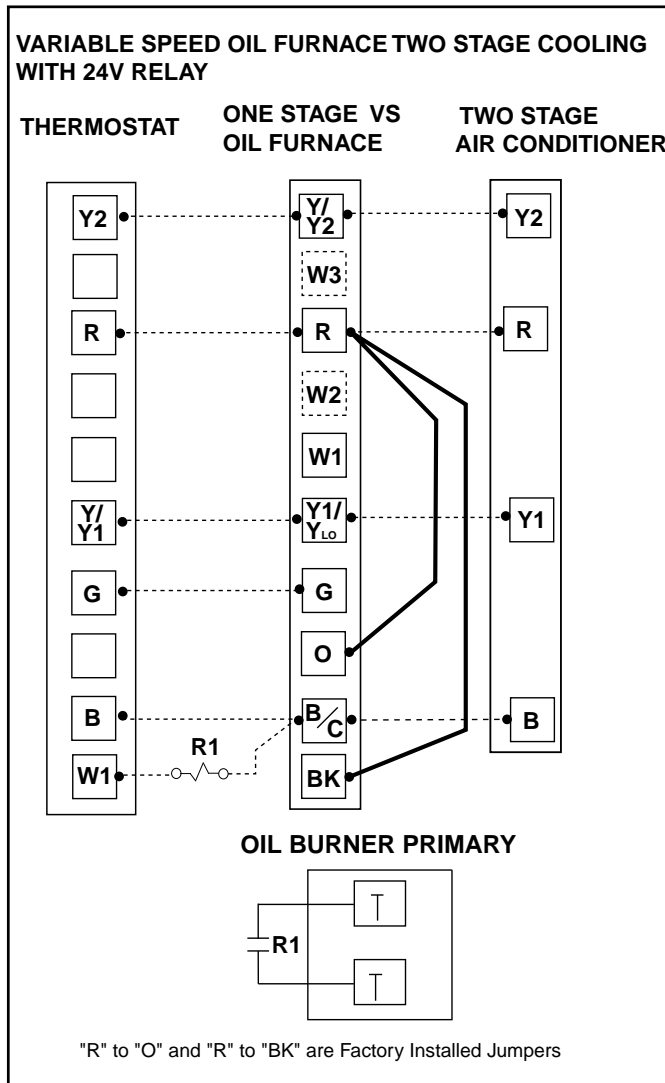 VARIABLE SPEED OIL FURNACE TWO STAGE COOLING
WITH 24V RELAY
THERMOSTAT
ONE STAGE VS
OIL FURNACE
TWO STAGE
AIR CONDITIONER
Y2
Y/
Y2
Y2
W3
R
R
R
W2
W1
Y/
Y1
Y1/
YLO
Y1
G
G
O
B
B/C
B
R1
W1
BK
OIL BURNER PRIMARY
T
R1
T
"R" to "O" and "R" to "BK" are Factory Installed Jumpers